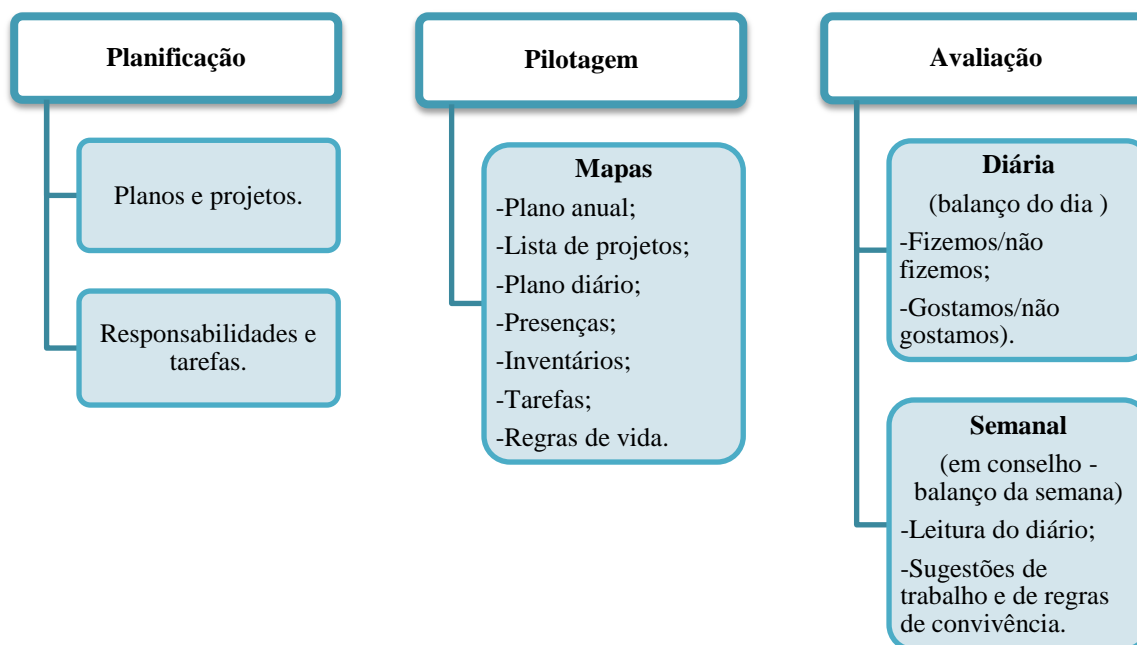 Planificação
Planos e projetos.
Responsabilidades e
tarefas.
Pilotagem
Mapas
-Plano anual;
-Lista de projetos;
-Plano diário;
-Presenças;
-Inventários;
-Tarefas;
-Regras de vida.
Avaliação
Diária
(balanço do dia )
-Fizemos/não
fizemos;
-Gostamos/não
gostamos).
Semanal
(em conselho -
balanço da semana)
-Leitura do diário;
-Sugestões de
trabalho e de regras
de convivência.